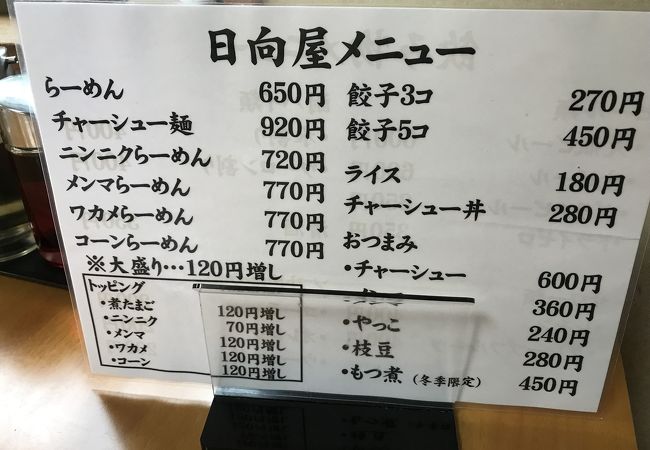 日向屋メニュー
らーめん 650円
チャーシュー麺 920円
ニンニクらーめん 720円
メンマらーめん 770円
ワカメらーめん 770円
コーンらーめん 770円
※大盛り…120円増し
トッピング
・煮たまご 120円増し
・ニンニク 70円増し
・メンマ 120円増し
・ワカメ 120円増し
・コーン 120円増し
餃子3コ 270円
餃子5コ 450円
ライス 180円
チャーシュー丼 280円
おつまみ
・チャーシュー 600円
360円
・やっこ 240円
・枝豆 280円
・もつ煮 (冬季限定) 450円